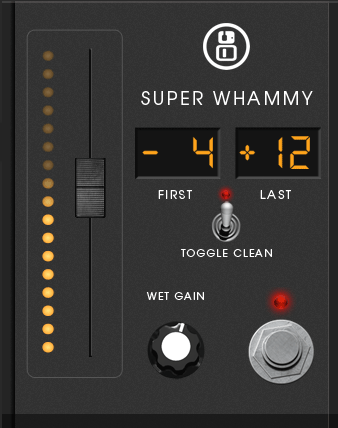 SUPER WHAMMY
- 4 + 12
FIRST LAST
TOGGLE CLEAN
WET GAIN